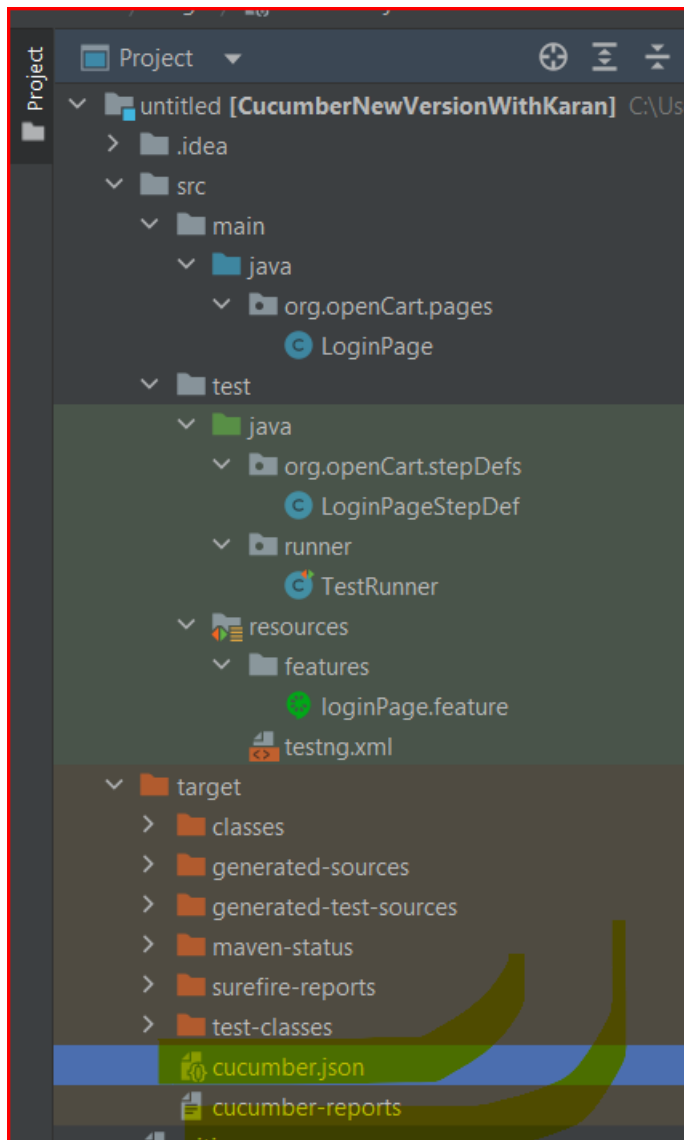 Project
Project
untitled [CucumberNewVersionWithKaran] C:\Us
.idea
src
main
java
org.openCart.pages
LoginPage
test
java
org.openCart.stepDefs
LoginPageStepDef
runner
TestRunner
resources
features
loginPage.feature
testng.xml
target
classes
generated-sources
generated-test-sources
maven-status
surefire-reports
test-classes
cucumber.json
cucumber-reports